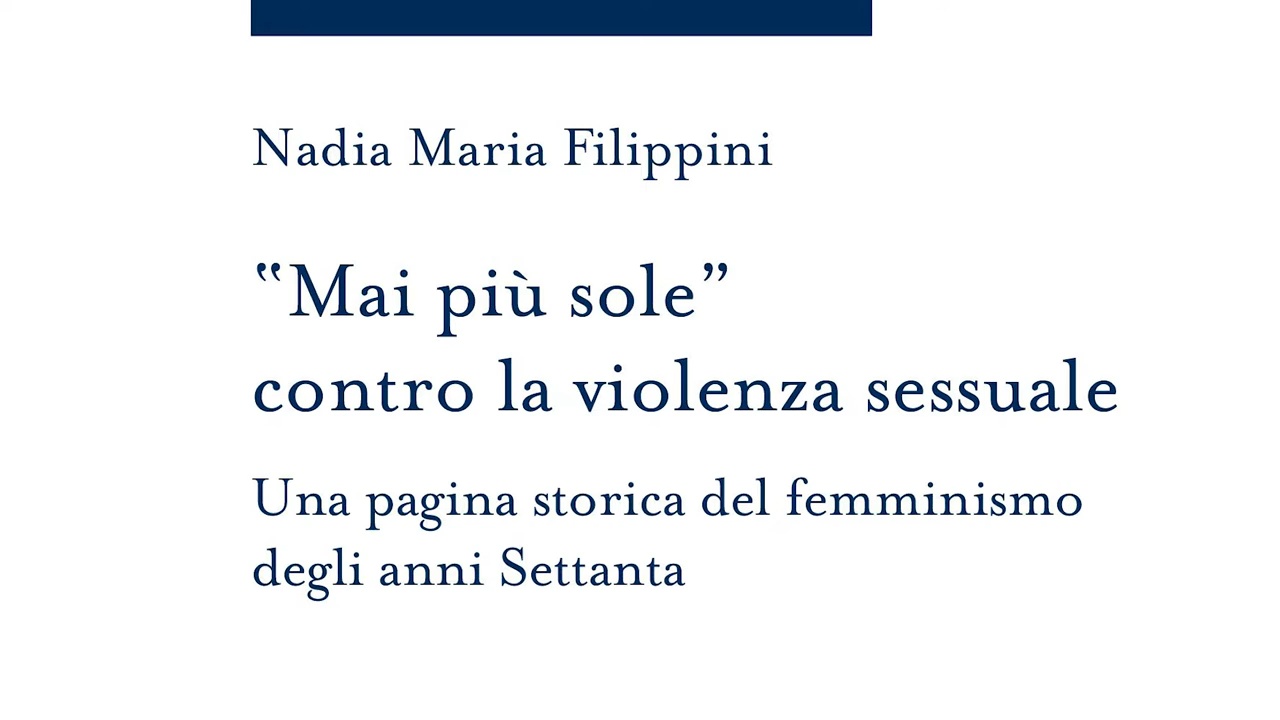 Nadia Maria Filippini
‟Mai più sole”
contro la violenza sessuale
Una pagina storica del femminismo
degli anni Settanta